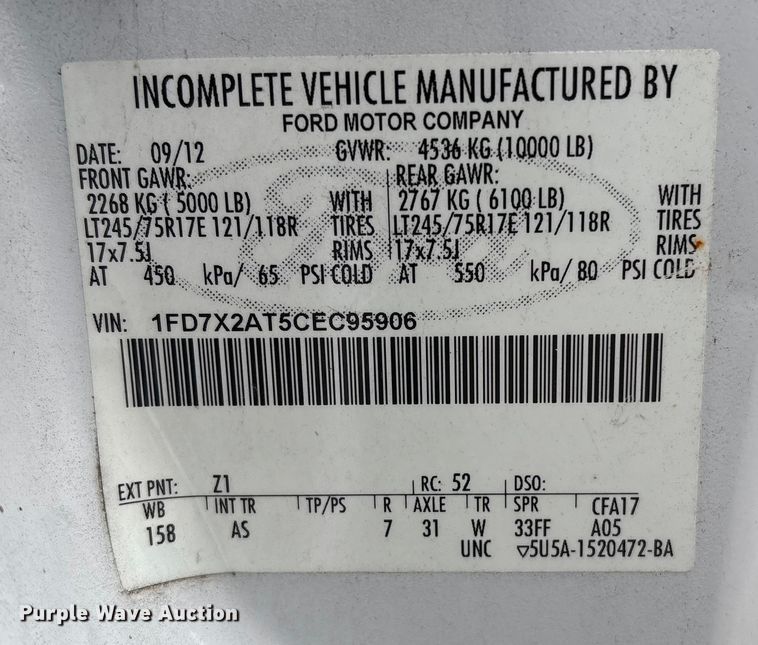 INCOMPLETE VEHICLE MANUFACTURED BY
FORD MOTOR COMPANY
DATE: 09/12 GVWR: 4536 KG (10000 LB)
FRONT GAWR: REAR GAWR:
2268 KG ( 5000 LB) WITH 2767 KG ( 6100 LB) WITH
LT245/75R17E 121/118R TIRES LT245/75R17E 121/118R TIRES
17x7.5J RIMS 17x7.5J RIMS
AT 450 kPa/ 65 PSI COLD AT 550 kPa/ 80 PSI COLD
VIN: 1FD7X2AT5CEC95906
EXT PNT: Z1 RC: 52 DSO:
WB INT TR TP/PS R AXLE TR SPR CFA17
158 AS 7 31 W 33FF A05
UNC ▽5U5A-1520472-BA
Purple Wave Auction